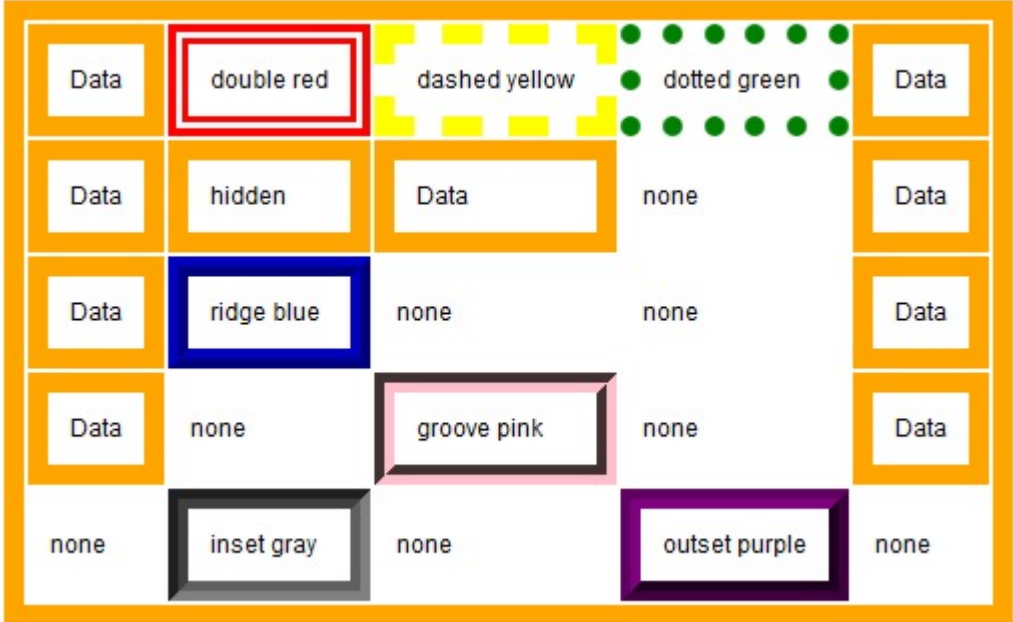 Data double red dashed yellow dotted green Data
Data hidden Data none Data
Data ridge blue none none Data
Data none groove pink none Data
none inset gray none outset purple none